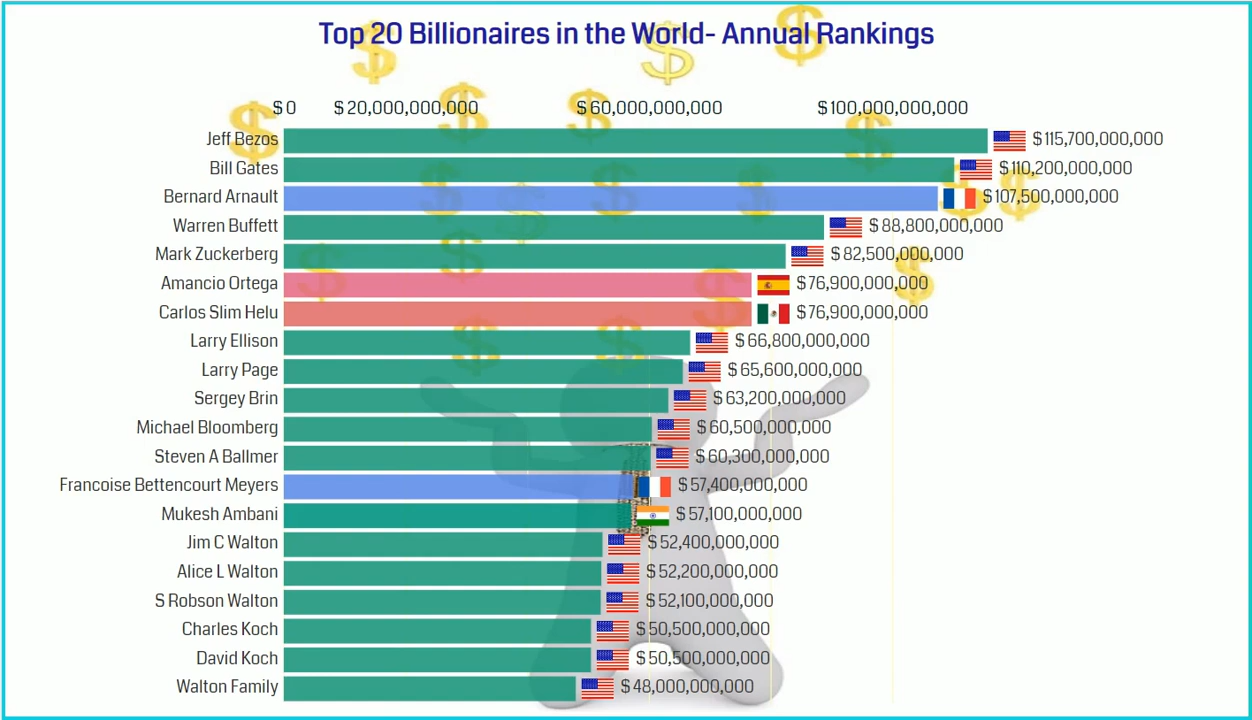 Top 20 Billionaires in the World- Annual Rankings
$ 0 $ 20,000,000,000 $ 60,000,000,000 $ 100,000,000,000
Jeff Bezos $ 115,700,000,000
Bill Gates $ 110,200,000,000
Bernard Arnault $ 107,500,000,000
Warren Buffett $ 88,800,000,000
Mark Zuckerberg $ 82,500,000,000
Amancio Ortega $ 76,900,000,000
Carlos Slim Helu $ 76,900,000,000
Larry Ellison $ 66,800,000,000
Larry Page $ 65,600,000,000
Sergey Brin $ 63,200,000,000
Michael Bloomberg $ 60,500,000,000
Steven A Ballmer $ 60,300,000,000
Francoise Bettencourt Meyers $ 57,400,000,000
Mukesh Ambani $ 57,100,000,000
Jim C Walton $ 52,400,000,000
Alice L Walton $ 52,200,000,000
S Robson Walton $ 52,100,000,000
Charles Koch $ 50,500,000,000
David Koch $ 50,500,000,000
Walton Family $ 48,000,000,000